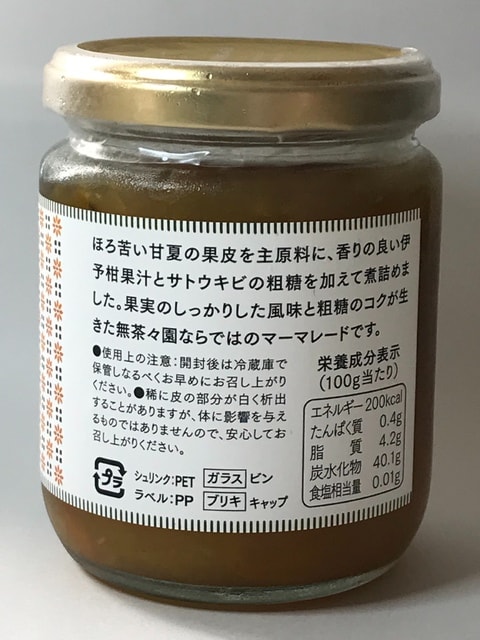 ほろ苦い甘夏の果皮を主原料に、香りの良い伊
予柑果汁とサトウキビの粗糖を加えて煮詰めま
した。果実のしっかりした風味と粗糖のコクが生
きた無茶々園ならではのマーマレードです。
●使用上の注意:開封後は冷蔵庫で
保管しなるべくお早めにお召し上がり
ください。●稀に皮の部分が白く析出
することがありますが、体に影響を与え
るものではありませんので、安心してお
召し上がりください。
プラ シュリンク:PET ガラス ビン
ラベル:PP ブリキ キャップ
栄養成分表示
(100g当たり)
エネルギー 200kcal
たんぱく質 0.4g
脂質 4.2g
炭水化物 40.1g
食塩相当量 0.01g